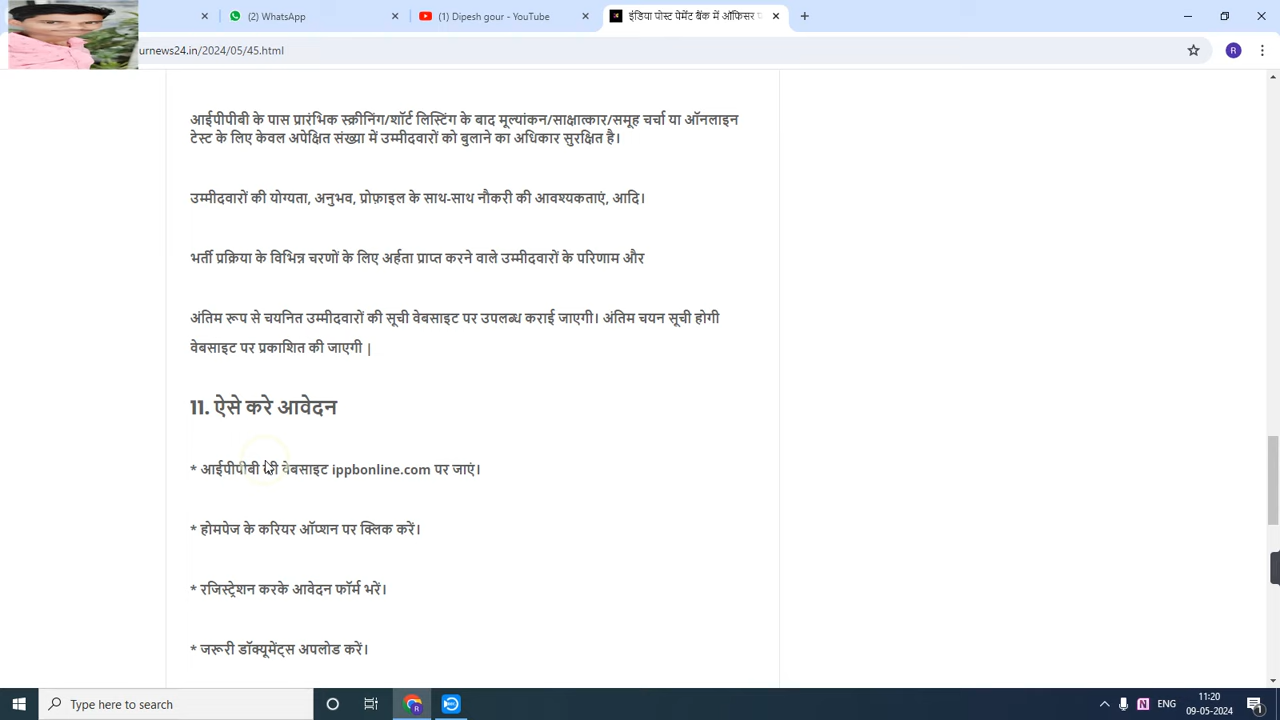 (2) WhatsApp
(1) Dipesh gour - YouTube
इंडिया पोस्ट पेमेंट बैंक में ऑफिसर
urnews24.in/2024/05/45.html
R
आईपीपीबी के पास प्रारंभिक स्क्रीनिंग/शॉर्ट लिस्टिंग के बाद मूल्यांकन/साक्षात्कार/समूह चर्चा या ऑनलाइन
टेस्ट के लिए केवल अपेक्षित संख्या में उम्मीदवारों को बुलाने का अधिकार सुरक्षित है।
उम्मीदवारों की योग्यता, अनुभव, प्रोफ़ाइल के साथ-साथ नौकरी की आवश्यकताएं, आदि।
भर्ती प्रक्रिया के विभिन्न चरणों के लिए अर्हता प्राप्त करने वाले उम्मीदवारों के परिणाम और
अंतिम रूप से चयनित उम्मीदवारों की सूची वेबसाइट पर उपलब्ध कराई जाएगी। अंतिम चयन सूची होगी
वेबसाइट पर प्रकाशित की जाएगी |
11. ऐसे करे आवेदन
* आईपीपीबी की वेबसाइट ippbonline.com पर जाएं।
* होमपेज के करियर ऑप्शन पर क्लिक करें।
* रजिस्ट्रेशन करके आवेदन फॉर्म भरें।
* जरूरी डॉक्यूमेंट्स अपलोड करें।
Type here to search
R
N
ENG
11:20
09-05-2024